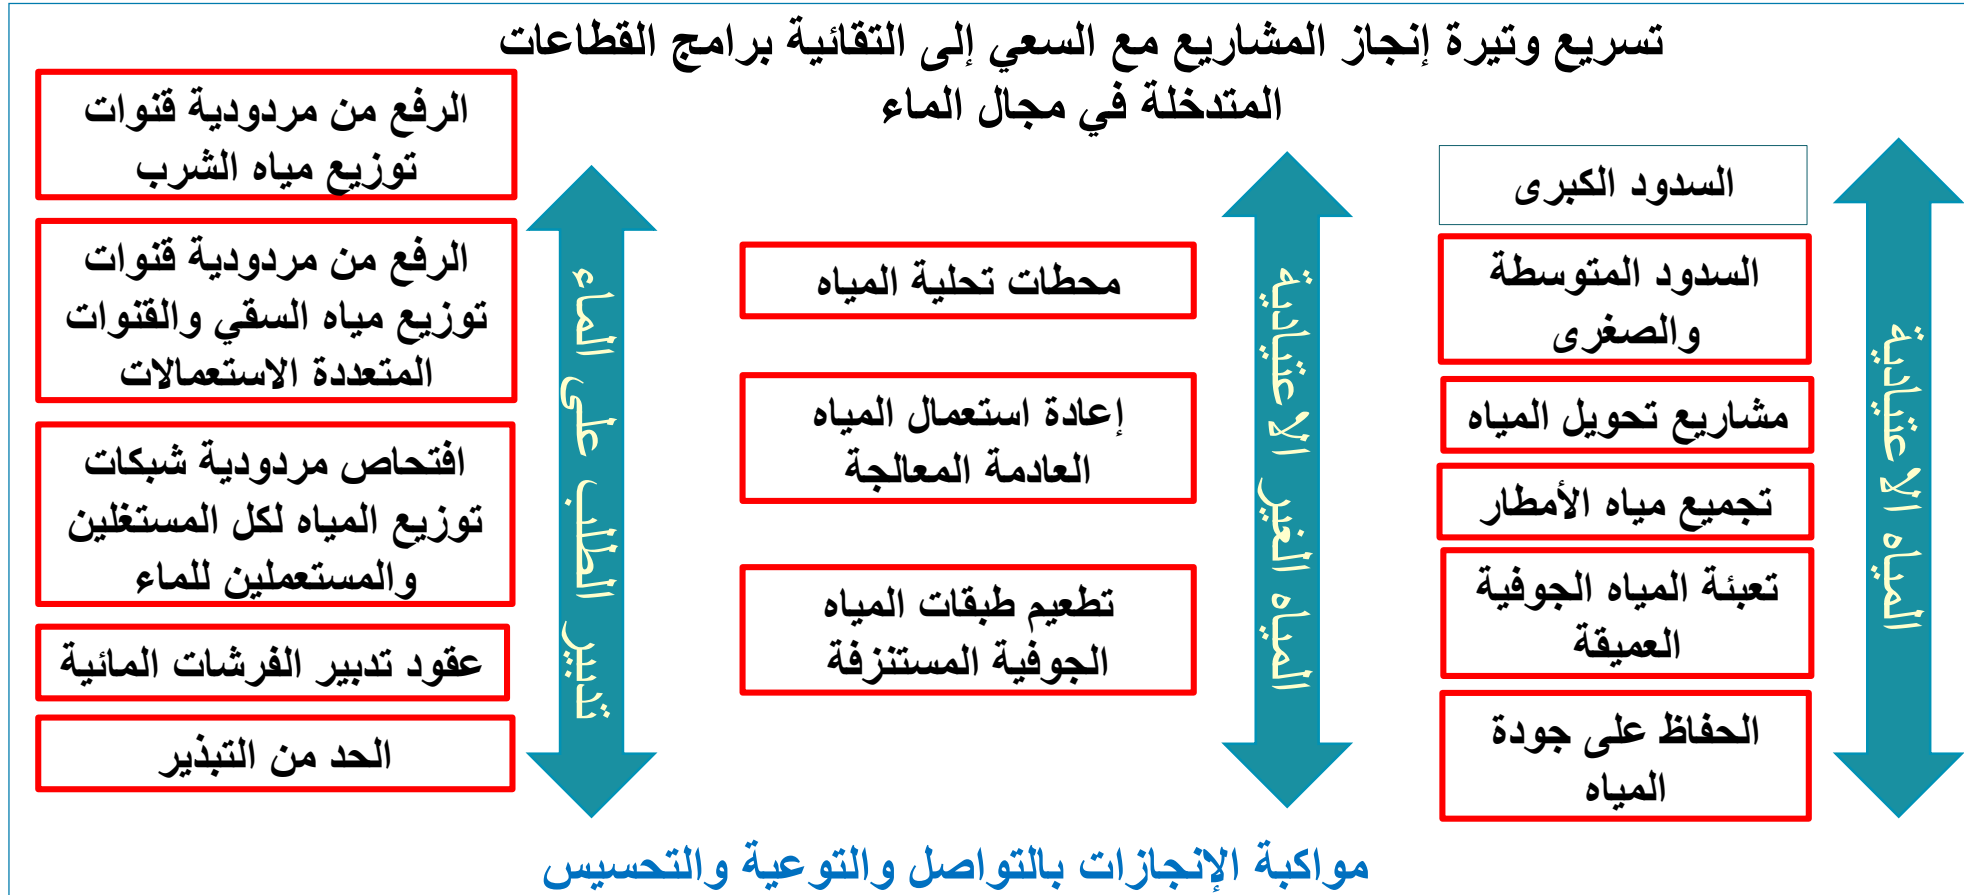 تسريع وتيرة إنجاز المشاريع مع السعي إلى التقائية برامج القطاعات
المتدخلة في مجال الماء
المياه الاعتيادية
السدود الكبرى
السدود المتوسطة
والصغرى
مشاريع تحويل المياه
تجميع مياه الأمطار
تعبئة المياه الجوفية
العميقة
الحفاظ على جودة
المياه
المياه الغير الاعتيادية
محطات تحلية المياه
إعادة استعمال المياه
العادمة المعالجة
تطعيم طبقات المياه
الجوفية المستنزفة
تدبير الطلب على الماء
الرفع من مردودية قنوات
توزيع مياه الشرب
الرفع من مردودية قنوات
توزيع مياه السقي والقنوات
المتعددة الاستعمالات
افتحاص مردودية شبكات
توزيع المياه لكل المستغلين
والمستعملين للماء
عقود تدبير الفرشات المائية
الحد من التبذير
مواكبة الإنجازات بالتواصل والتوعية والتحسيس